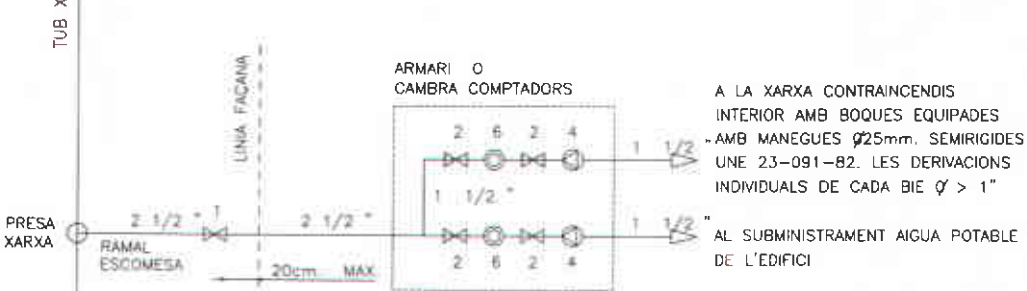 TUB X
LINIA FAÇANA
ARMARI O
CAMBRA COMPTADORS
A LA XARXA CONTRAINCENDIS
INTERIOR AMB BOQUES EQUIPADES
AMB MANEGUES Ø25mm. SEMIRIGIDES
UNE 23-091-82. LES DERIVACIONS
INDIVIDUALS DE CADA BIE Ø > 1"
2 6 2 4
1 1/2 "
1 1/2 "
PRESA
XARXA
2 1/2 "
1
2 1/2 "
RAMAL
ESCOMESA
20cm. MAX
2 6 2 4
1 1/2 "
AL SUBMINISTRAMENT AIGUA POTABLE
DE L'EDIFICI